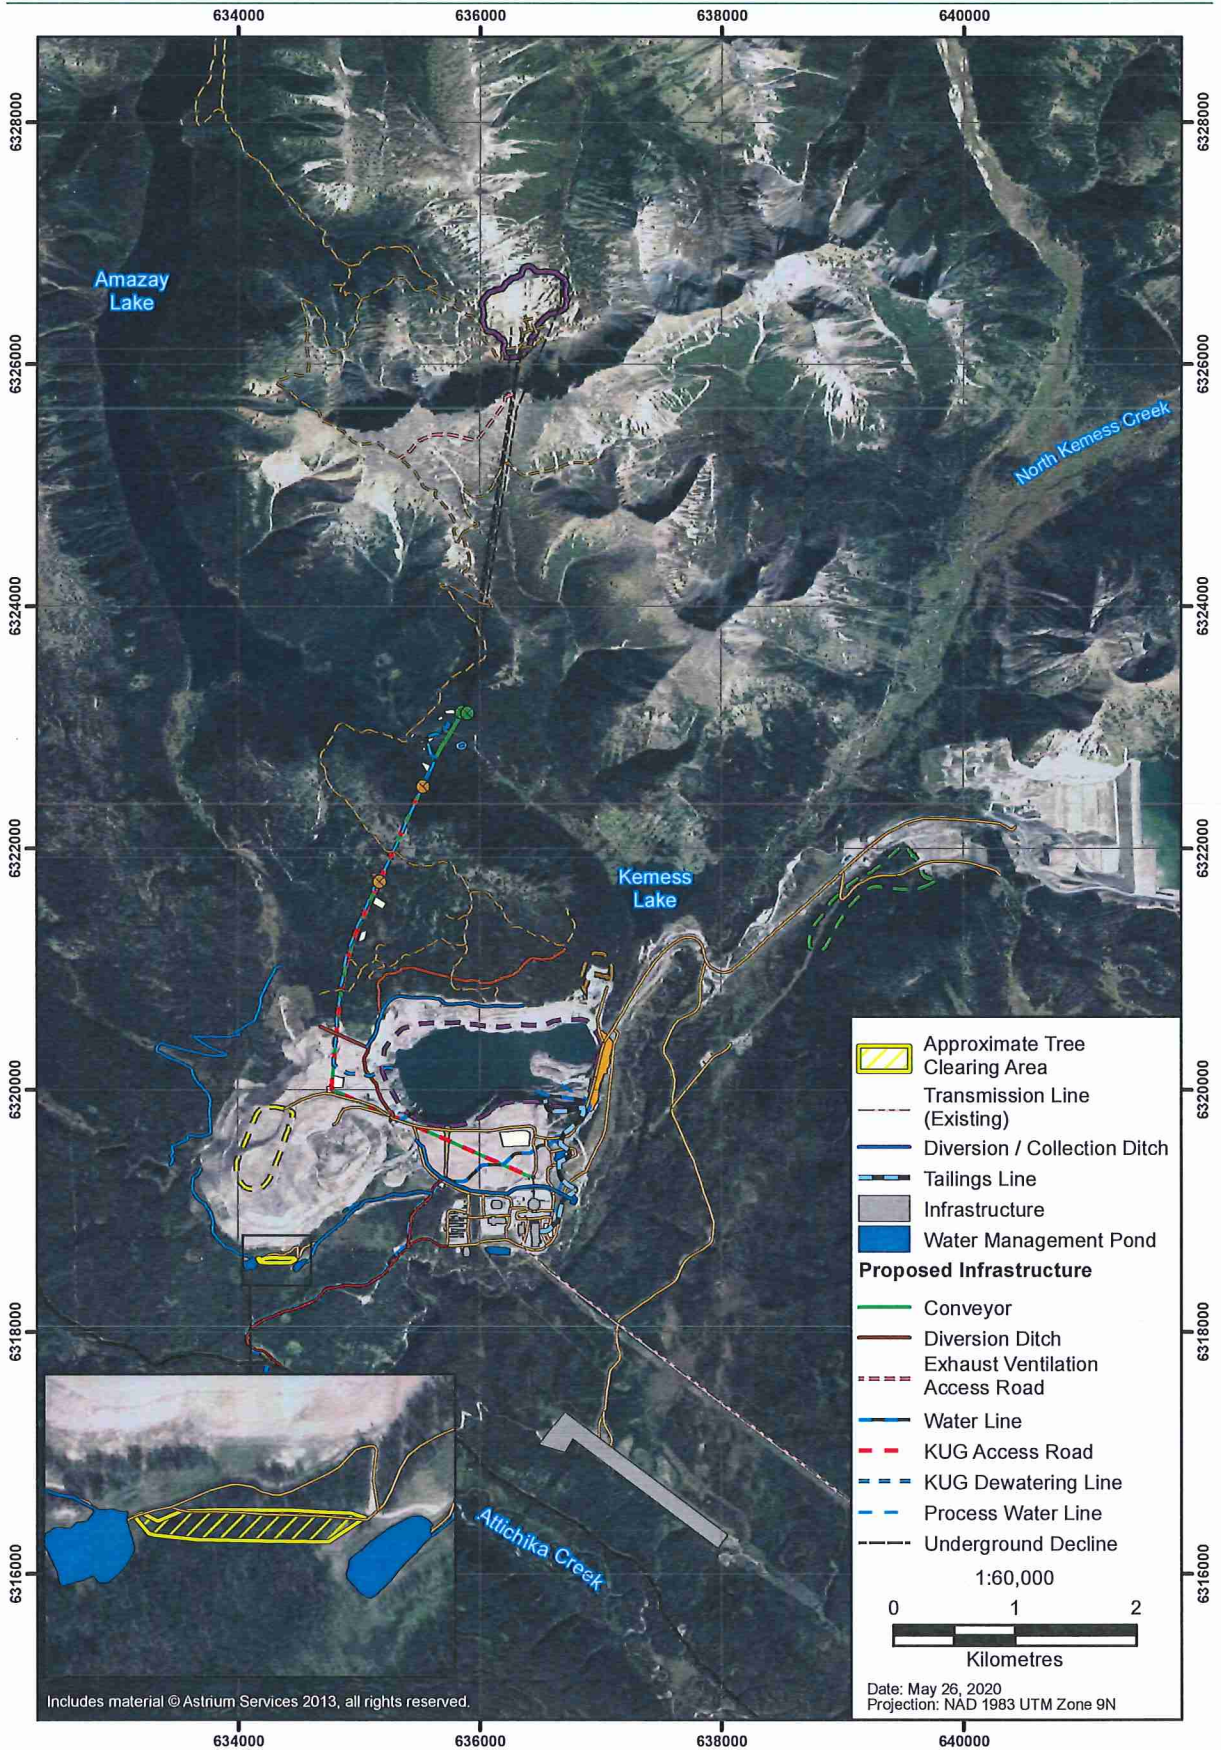 634000
636000
638000
640000
6328000
6328000
Amazay
Lake
6326000
6326000
North Kemess Creek
6324000
6324000
6322000
6322000
Kemess
Lake
6320000
6320000
Approximate Tree
Clearing Area
Transmission Line
(Existing)
Diversion / Collection Ditch
Tailings Line
Infrastructure
Water Management Pond
Proposed Infrastructure
Conveyor
Diversion Ditch
Exhaust Ventilation
Access Road
Water Line
KUG Access Road
KUG Dewatering Line
Process Water Line
Underground Decline
1:60,000
0 1 2
Kilometres
Date: May 26, 2020
Projection: NAD 1983 UTM Zone 9N
6318000
6318000
Attichika Creek
6316000
6316000
Includes material © Astrium Services 2013, all rights reserved.
634000
636000
638000
640000